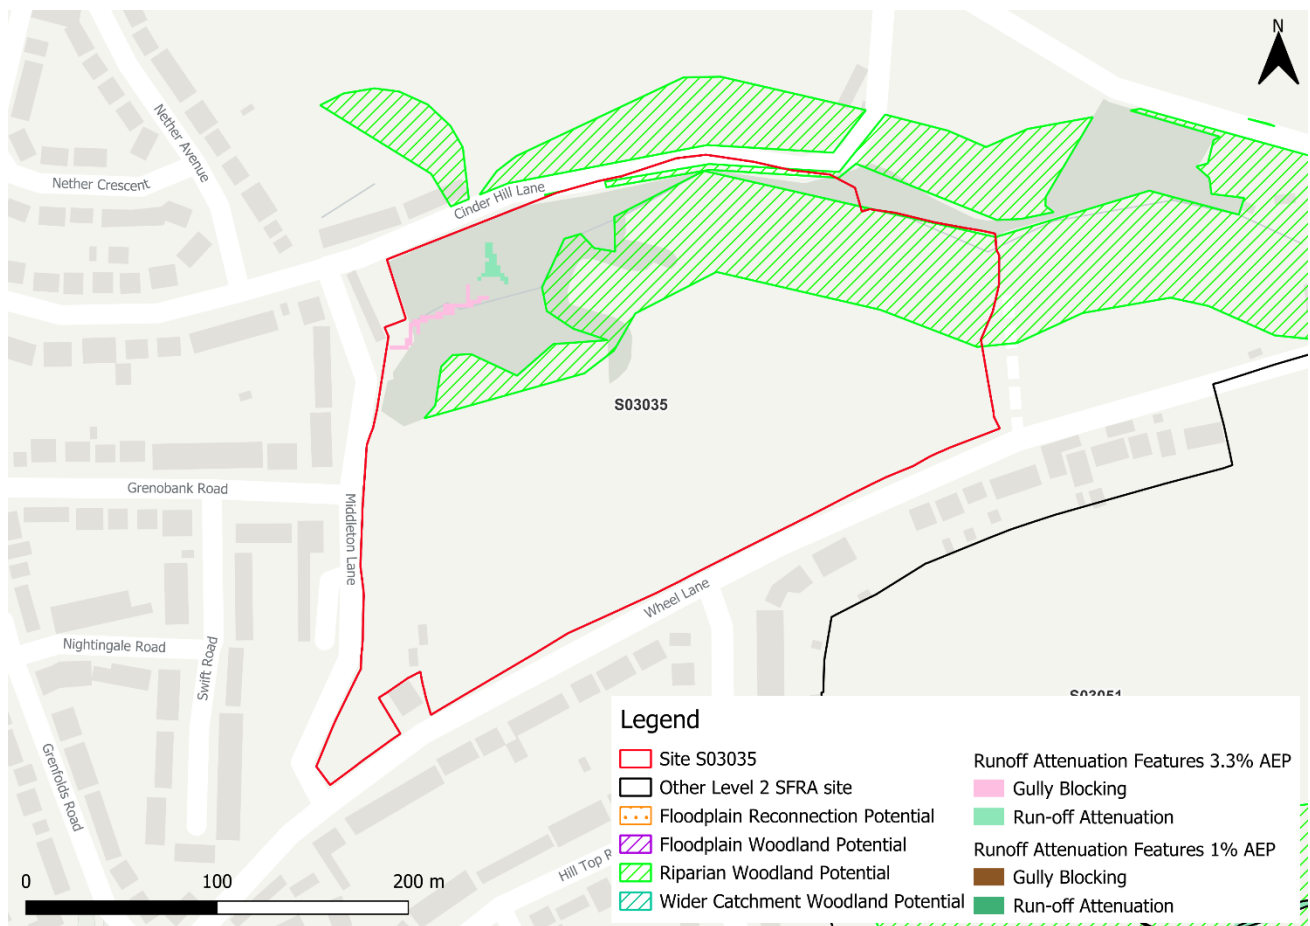 N
Nether Avenue
Nether Crescent
Cinder Hill Lane
S03035
Grenobank Road
Middleton Lane
Wheel Lane
Nightingale Road
Swift Road
Grenfolds Road
Hill Top R
S03051
Legend
Site S03035
Other Level 2 SFRA site
Floodplain Reconnection Potential
Floodplain Woodland Potential
Riparian Woodland Potential
Wider Catchment Woodland Potential
Runoff Attenuation Features 3.3% AEP
Gully Blocking
Run-off Attenuation
Runoff Attenuation Features 1% AEP
Gully Blocking
Run-off Attenuation
0 100 200 m